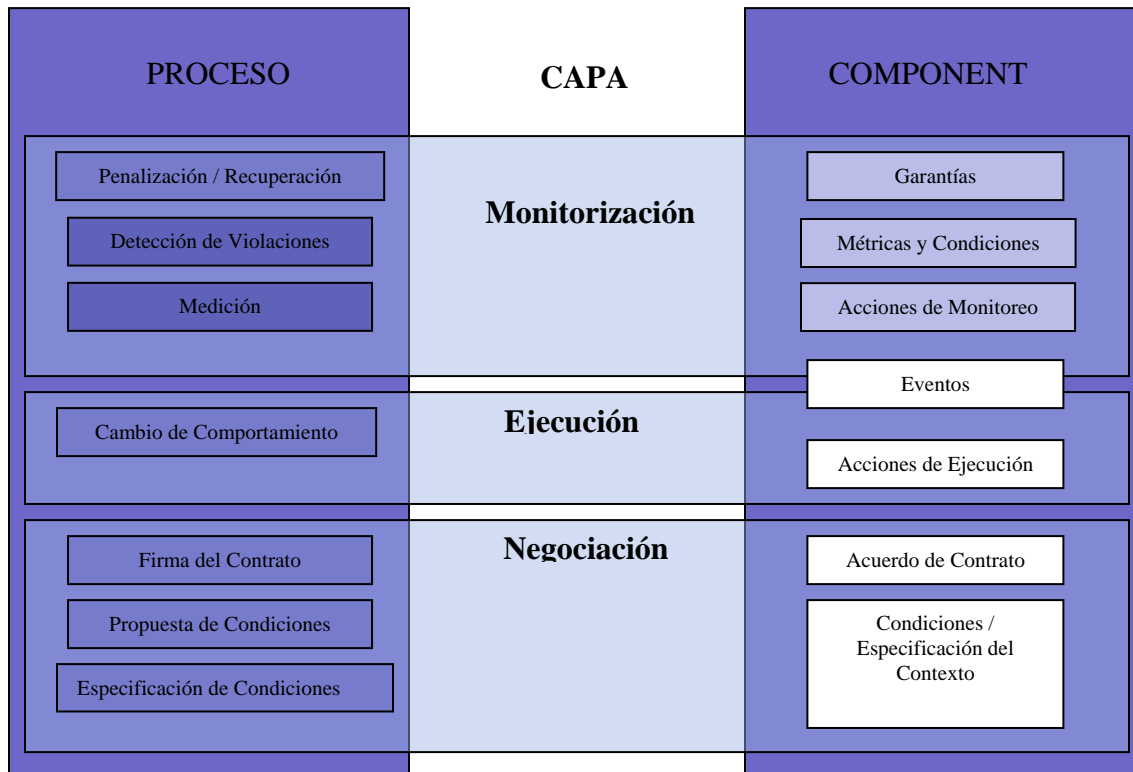 PROCESO
CAPA
COMPONENT
Penalización / Recuperación
Detección de Violaciones
Medición
Monitorización
Garantías
Métricas y Condiciones
Acciones de Monitoreo
Eventos
Cambio de Comportamiento
Ejecución
Acciones de Ejecución
Firma del Contrato
Propuesta de Condiciones
Especificación de Condiciones
Negociación
Acuerdo de Contrato
Condiciones /
Especificación del
Contexto